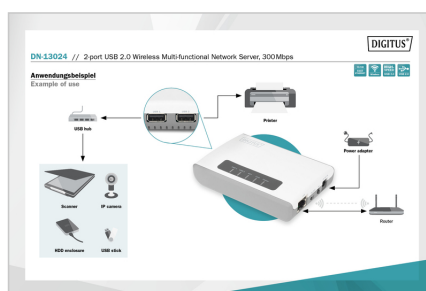 DIGITUS®
DN-13024 // 2-port USB 2.0 Wireless Multi-functional Network Server, 300Mbps
Anwendungsbeispiel
Example of use
USB hub
Printer
Power adapter
Scanner
IP camera
Router
HDD enclosure
USB stick